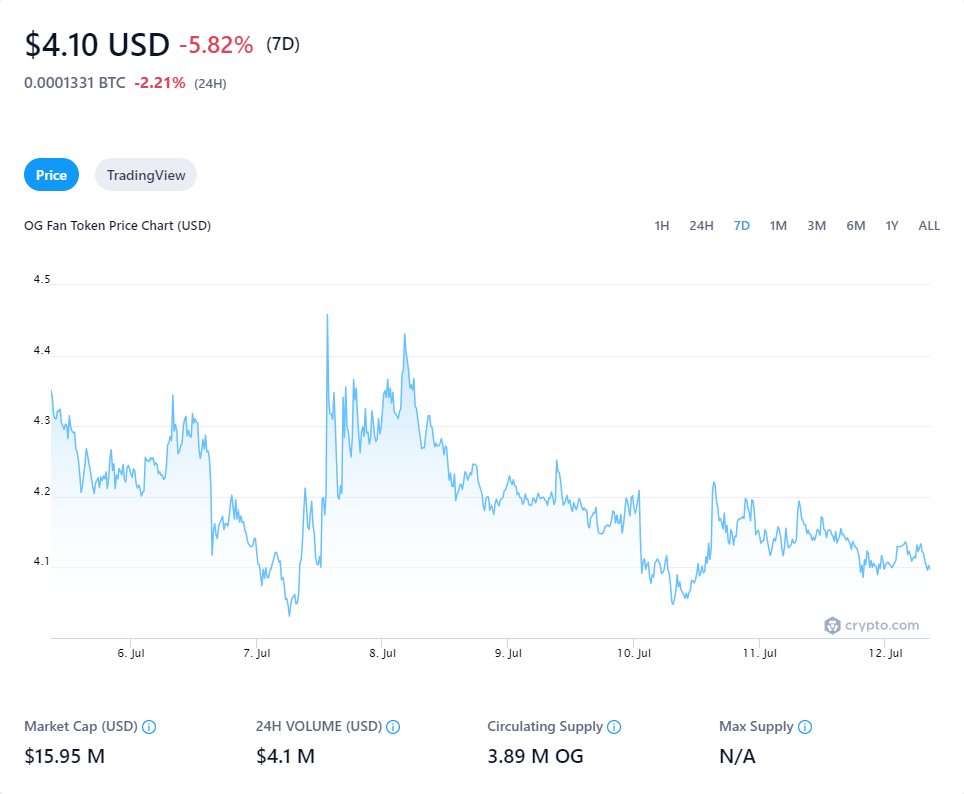 $4.10 USD -5.82% (7D)
0.0001331 BTC -2.21% (24H)
Price TradingView
OG Fan Token Price Chart (USD)
1H 24H 7D 1M 3M 6M 1Y ALL
4.5
4.4
4.3
4.2
4.1
crypto.com
6. Jul 7. Jul 8. Jul 9. Jul 10. Jul 11. Jul 12. Jul
Market Cap (USD) 24H VOLUME (USD) Circulating Supply Max Supply
$15.95 M $4.1 M 3.89 M OG N/A